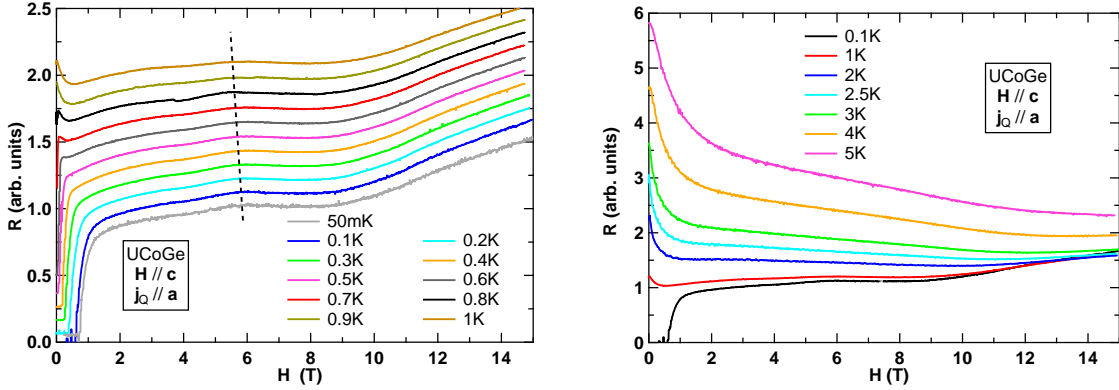 2.5
2.0
1.5
1.0
0.5
0.0
R (arb. units)
0
2
4
6
8
10
12
14
H (T)
UCoGe
H // c
jQ // a
50mK
0.1K
0.2K
0.3K
0.4K
0.5K
0.6K
0.7K
0.8K
0.9K
1K
6
5
4
3
2
1
0
R (arb. units)
0
2
4
6
8
10
12
14
H (T)
0.1K
1K
2K
2.5K
3K
4K
5K
UCoGe
H // c
jQ // a